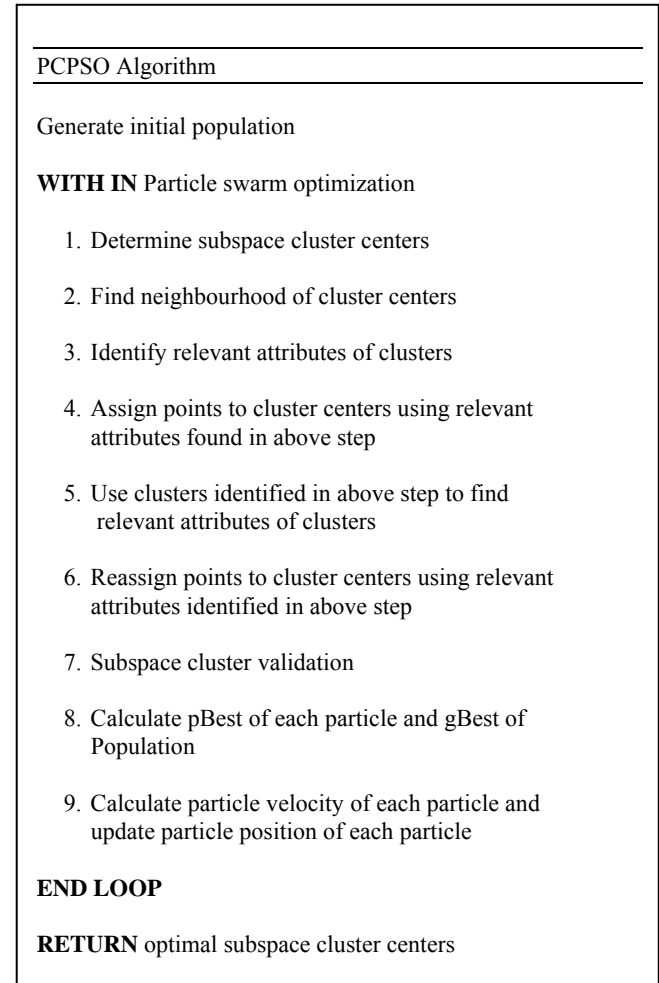 PCPSO Algorithm
Generate initial population
WITH IN Particle swarm optimization
1. Determine subspace cluster centers
2. Find neighbourhood of cluster centers
3. Identify relevant attributes of clusters
4. Assign points to cluster centers using relevant
attributes found in above step
5. Use clusters identified in above step to find
relevant attributes of clusters
6. Reassign points to cluster centers using relevant
attributes identified in above step
7. Subspace cluster validation
8. Calculate pBest of each particle and gBest of
Population
9. Calculate particle velocity of each particle and
update particle position of each particle
END LOOP
RETURN optimal subspace cluster centers